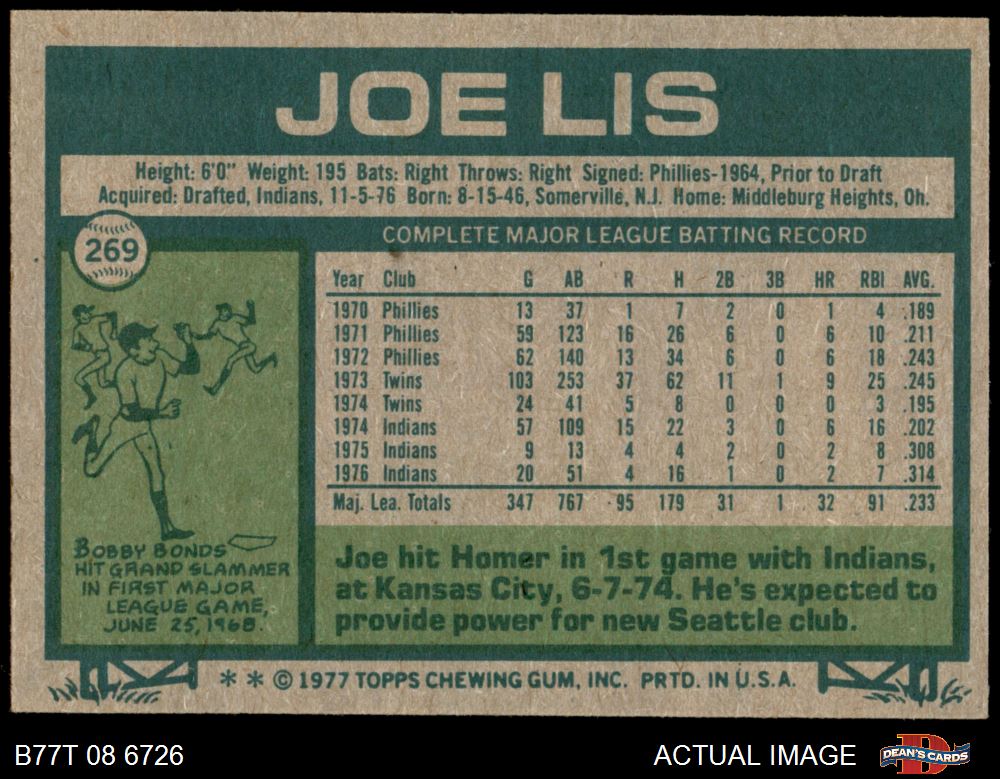 JOE LIS
Height: 6'0" Weight: 195 Bats: Right Throws: Right Signed: Phillies-1964, Prior to Draft
Acquired: Drafted, Indians, 11-5-76 Born: 8-15-46, Somerville, N.J. Home: Middleburg Heights, Oh.
269
COMPLETE MAJOR LEAGUE BATTING RECORD
Year Club G AB R H 2B 3B HR RBI AVG.
1970 Phillies 13 37 1 7 2 0 1 4 .189
1971 Phillies 59 123 16 26 6 0 6 10 .211
1972 Phillies 62 140 13 34 6 0 6 18 .243
1973 Twins 103 253 37 62 11 1 9 25 .245
1974 Twins 24 41 5 8 0 0 0 3 .195
1974 Indians 57 109 15 22 3 0 6 16 .202
1975 Indians 9 13 4 4 2 0 2 8 .308
1976 Indians 20 51 4 16 1 0 2 7 .314
Maj. Lea. Totals 347 767 95 179 31 1 32 91 .233
BOBBY BONDS
HIT GRAND SLAMMER
IN FIRST MAJOR
LEAGUE GAME,
JUNE 25, 1968.
Joe hit Homer in 1st game with Indians,
at Kansas City, 6-7-74. He's expected to
provide power for new Seattle club.
* * © 1977 TOPPS CHEWING GUM, INC. PRTD. IN U.S.A.
B77T 08 6726
ACTUAL IMAGE
D
DEAN'S CARDS